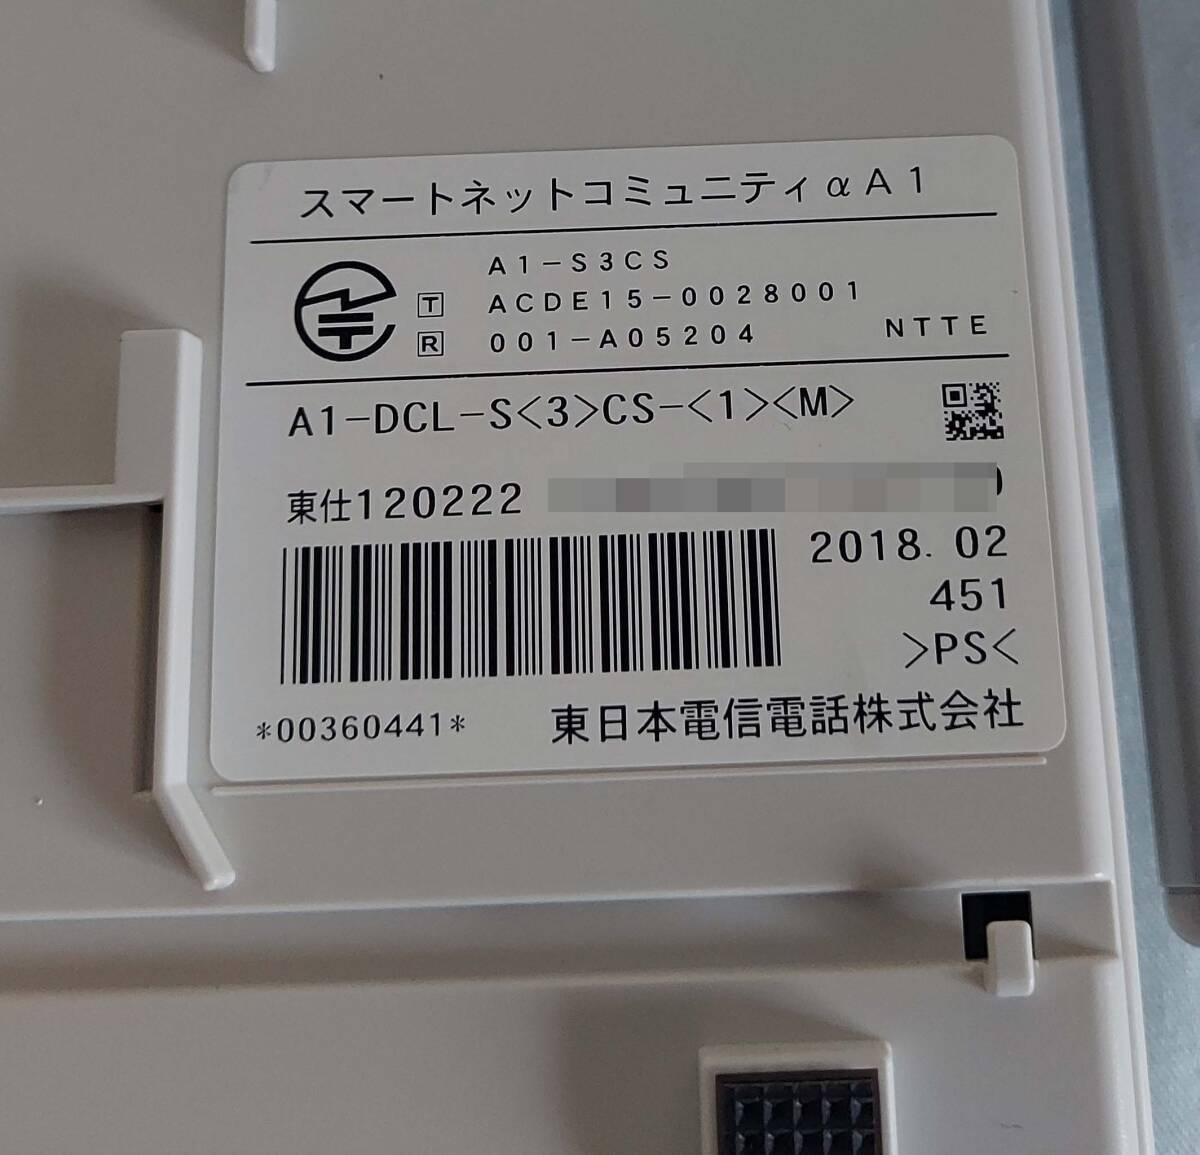 スマートネットコミュニティαA1
A1-S3CS
T ACDE15-0028001
R 001-A05204 NTTE
A1-DCL-S<3>CS-<1><M>
東仕120222
2018.02
451
>PS<
*00360441* 東日本電信電話株式会社